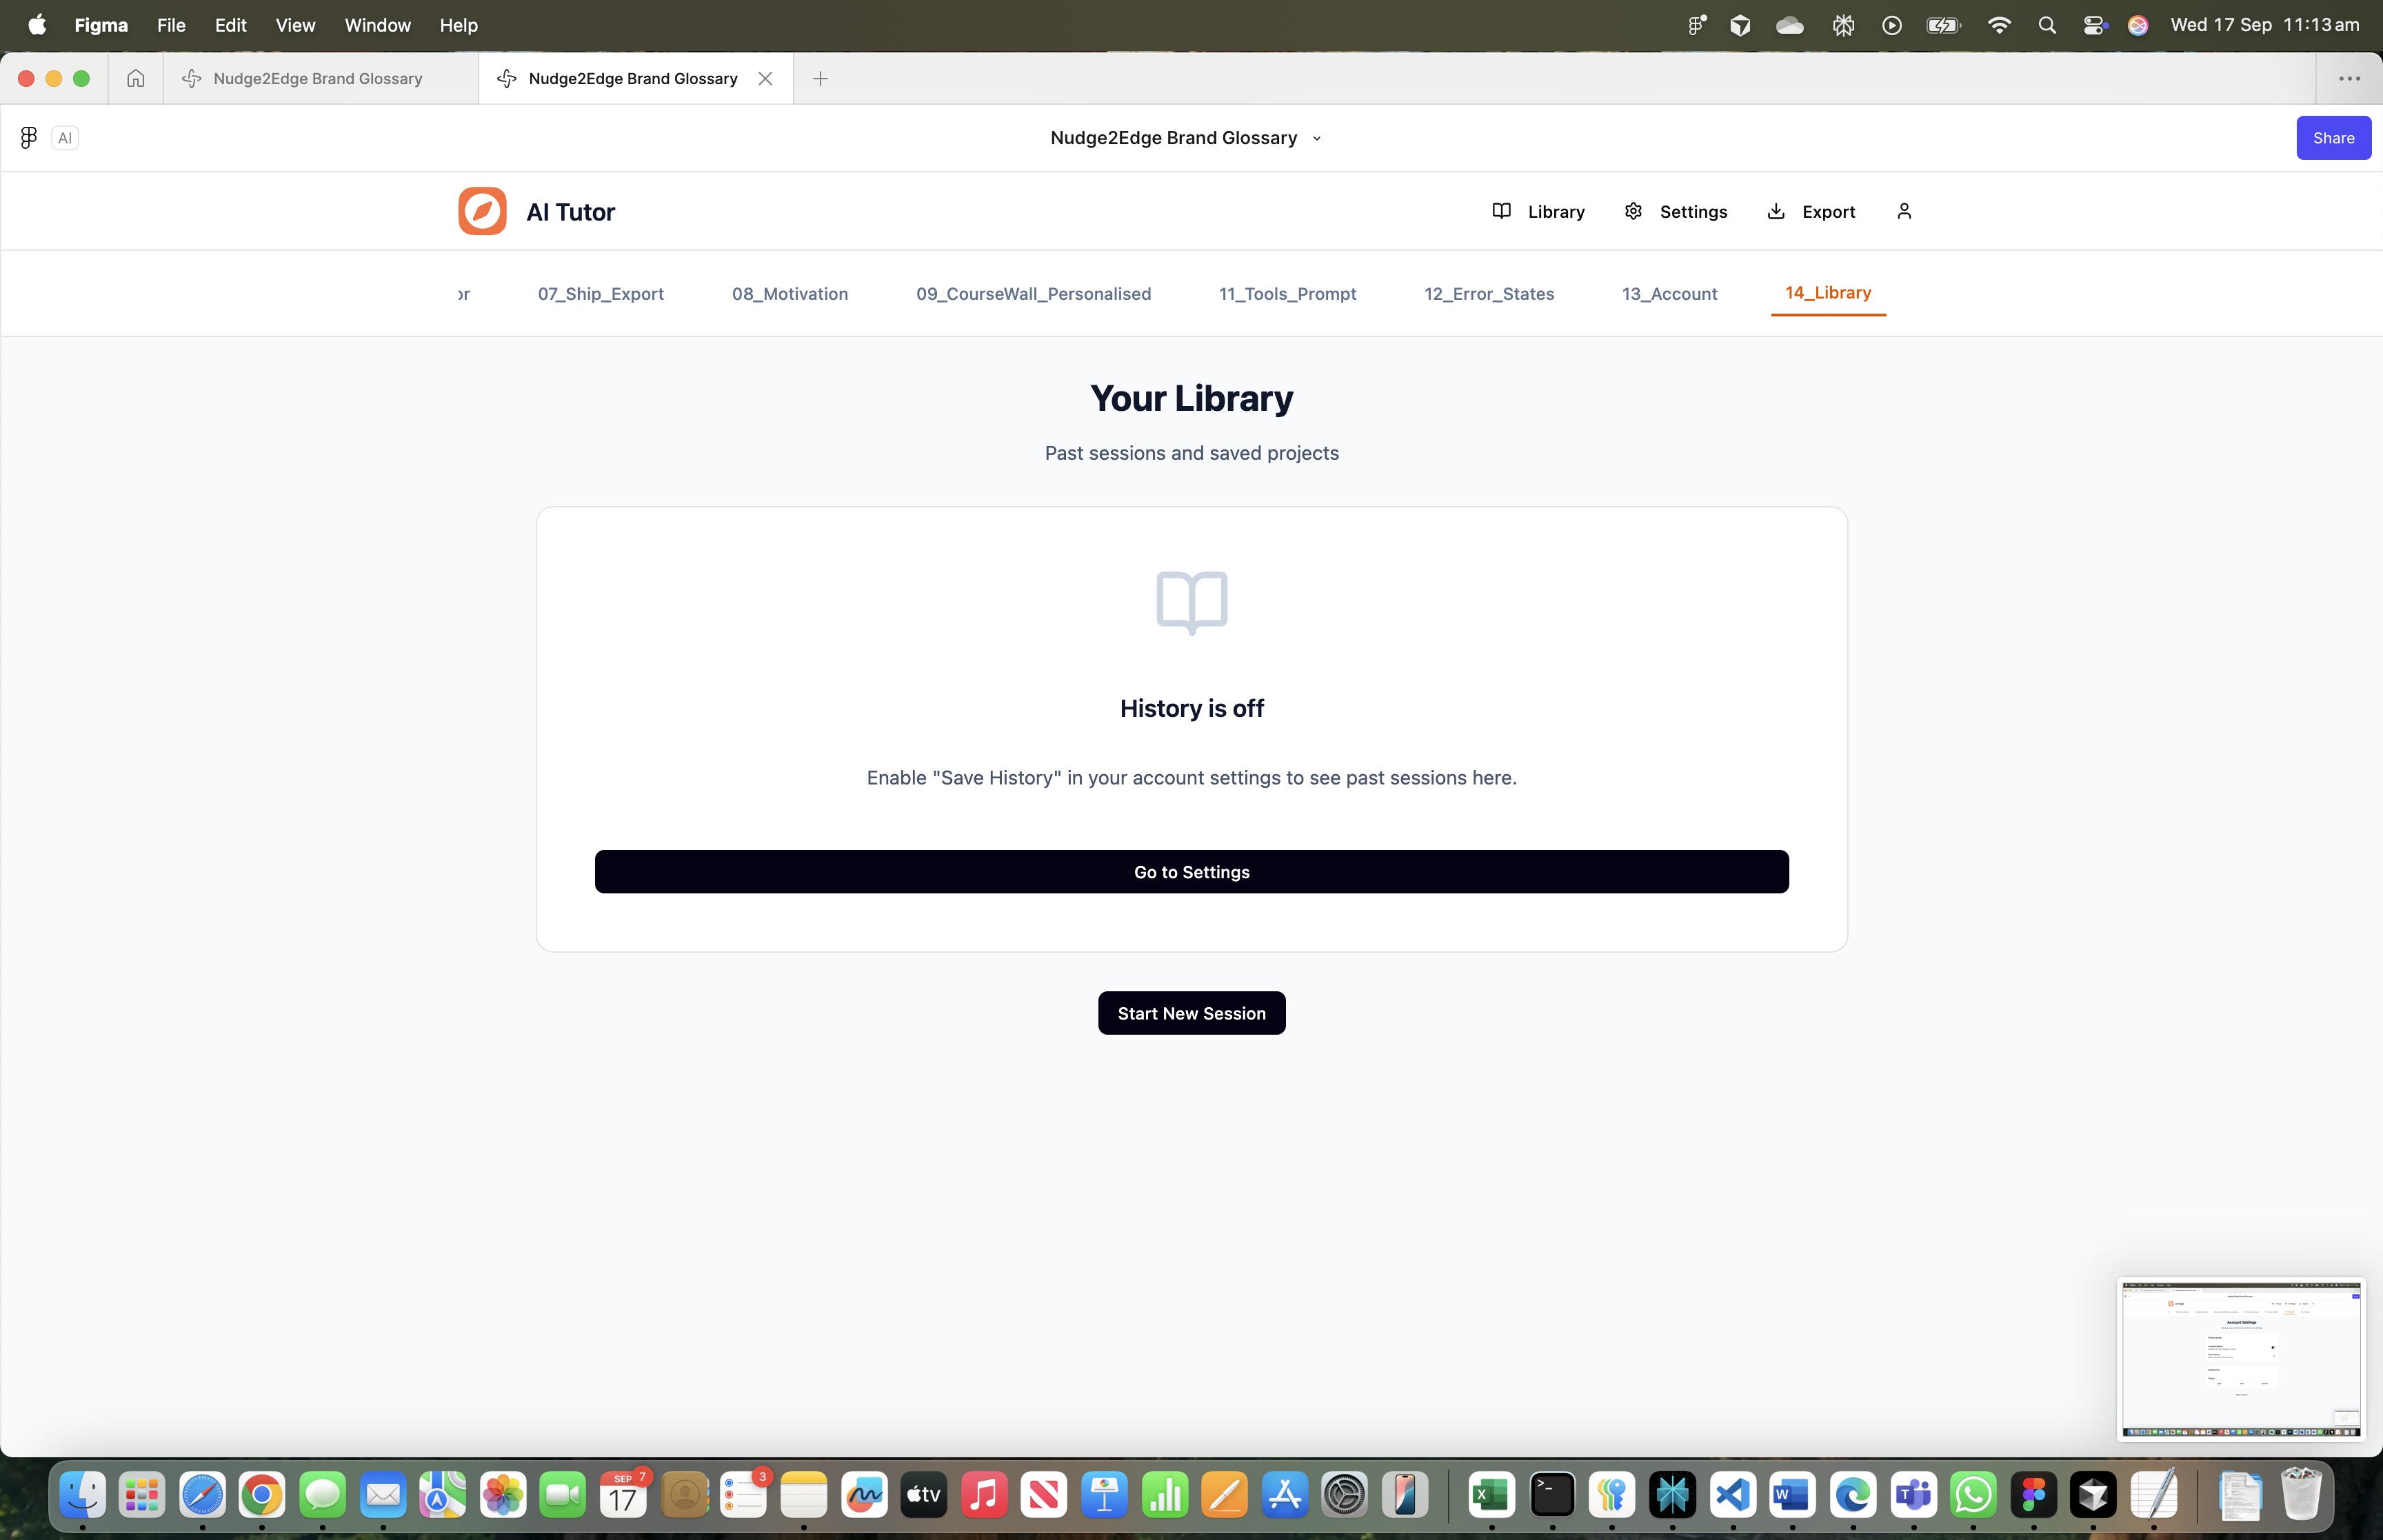 Figma File Edit View Window Help Wed 17 Sep 11:13 am
Nudge2Edge Brand Glossary
Nudge2Edge Brand Glossary
AI
Nudge2Edge Brand Glossary
Share
AI Tutor
Library
Settings
Export
or
07_Ship_Export
08_Motivation
09_CourseWall_Personalised
11_Tools_Prompt
12_Error_States
13_Account
14_Library
Your Library
Past sessions and saved projects
History is off
Enable "Save History" in your account settings to see past sessions here.
Go to Settings
Start New Session
Account Settings
SEP
17
7
3
tv